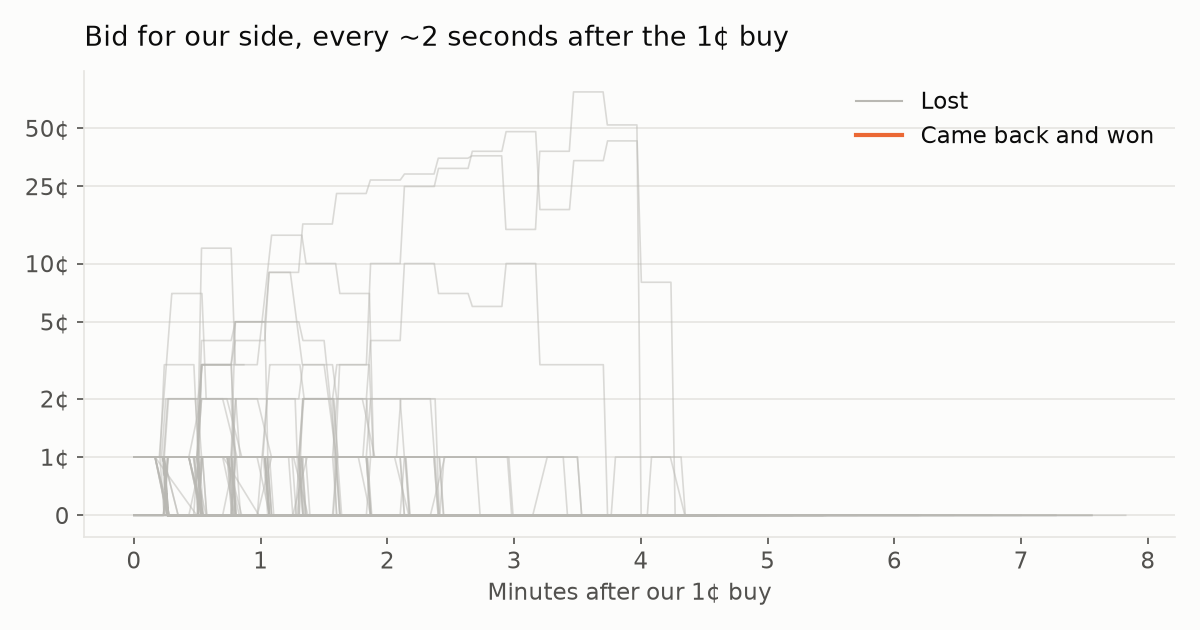 Bid for our side, every ~2 seconds after the 1¢ buy
Lost
Came back and won
50¢
25¢
10¢
5¢
2¢
1¢
0
0 1 2 3 4 5 6 7 8
Minutes after our 1¢ buy